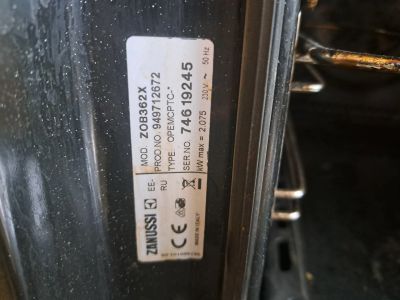 MOD. ZOB362X
PROD.NO. 949712672
TYPE OPEMCPTC-*
SER.NO. 74619245
kW max = 2.075 230 V ~ 50 Hz
ZANUSSI
EE-
RU
CE
MADE IN ITALY